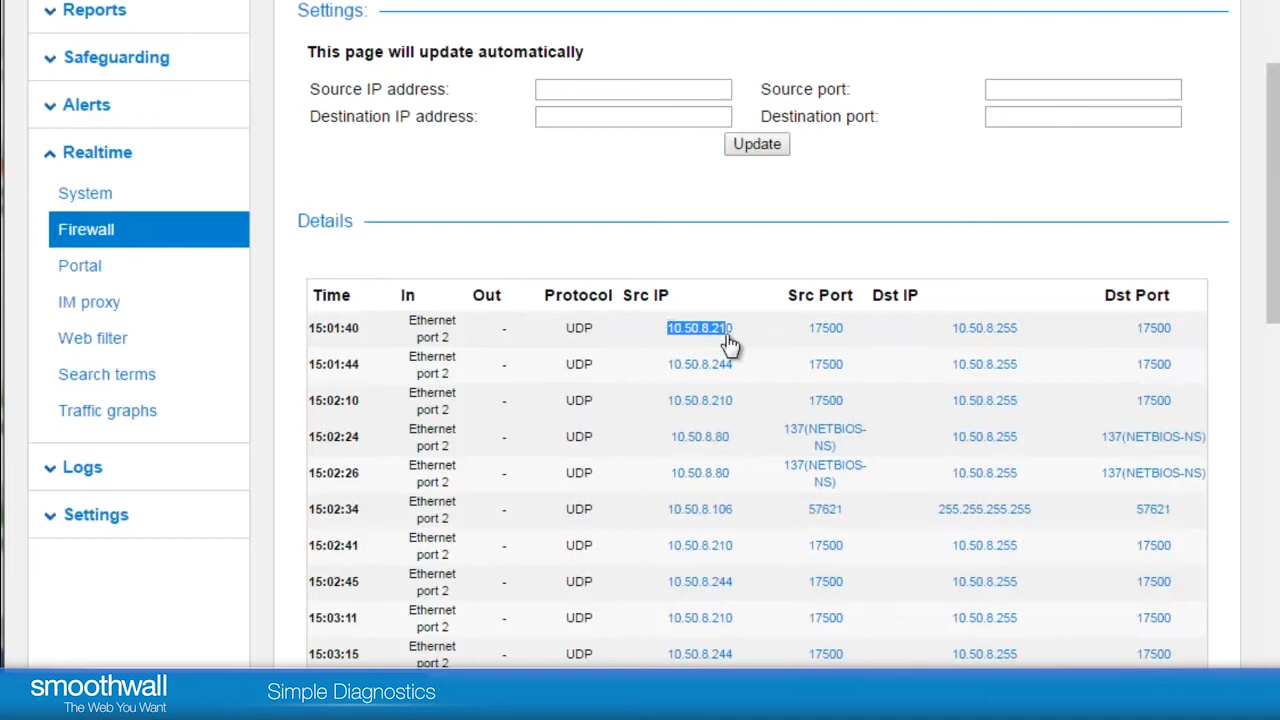 Reports
Safeguarding
Alerts
Realtime
System
Firewall
Portal
IM proxy
Web filter
Search terms
Traffic graphs
Logs
Settings
Settings:
This page will update automatically
Source IP address: Source port:
Destination IP address: Destination port:
Update
Details
Time In Out Protocol Src IP Src Port Dst IP Dst Port
15:01:40 Ethernet port 2 - UDP 10.50.8.210 17500 10.50.8.255 17500
15:01:44 Ethernet port 2 - UDP 10.50.8.244 17500 10.50.8.255 17500
15:02:10 Ethernet port 2 - UDP 10.50.8.210 17500 10.50.8.255 17500
15:02:24 Ethernet port 2 - UDP 10.50.8.80 137(NETBIOS-NS) 10.50.8.255 137(NETBIOS-NS)
15:02:26 Ethernet port 2 - UDP 10.50.8.80 137(NETBIOS-NS) 10.50.8.255 137(NETBIOS-NS)
15:02:34 Ethernet port 2 - UDP 10.50.8.106 57621 255.255.255.255 57621
15:02:41 Ethernet port 2 - UDP 10.50.8.210 17500 10.50.8.255 17500
15:02:45 Ethernet port 2 - UDP 10.50.8.244 17500 10.50.8.255 17500
15:03:11 Ethernet port 2 - UDP 10.50.8.210 17500 10.50.8.255 17500
15:03:15 Ethernet port 2 - UDP 10.50.8.244 17500 10.50.8.255 17500
smoothwall
The Web You Want
Simple Diagnostics